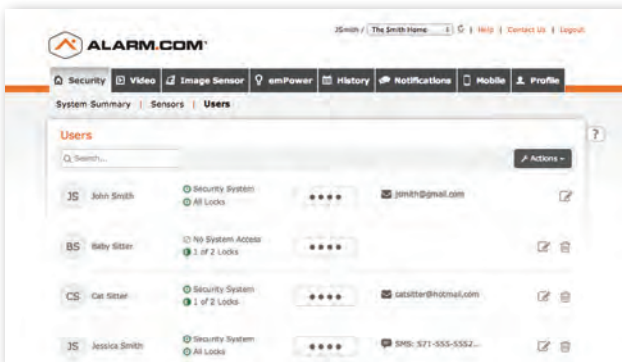 JSmith / The Smith Home | Help | Contact Us | Logout
ALARM.COM
Security Video Image Sensor emPower History Notifications Mobile Profile
System Summary | Sensors | Users
Users
?
Search...
Actions
JS John Smith Security System All Locks **** jsmith@gmail.com
BS Baby Sitter No System Access 1 of 2 Locks ****
CS Cat Sitter Security System 1 of 2 Locks **** catsitter@hotmail.com
JS Jessica Smith Security System All Locks **** SMS: 571-555-5552...